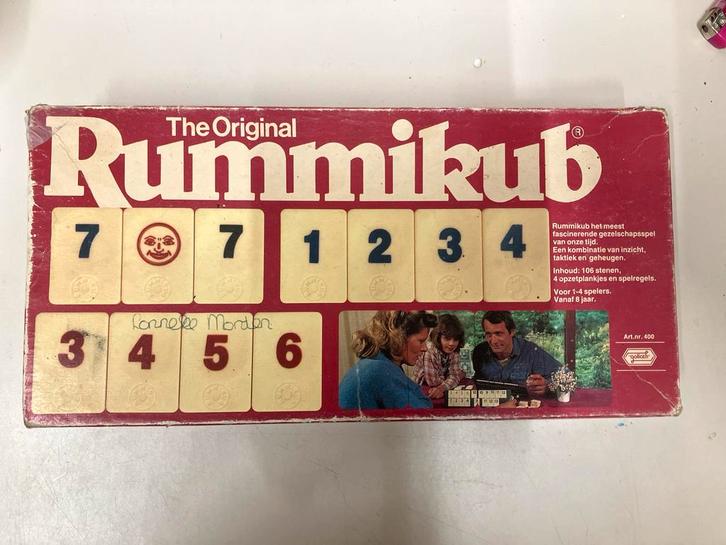 The Original
Rummikub®
7 7
1 2 3 4
Rummikub het meest
fascinerende gezelschapsspel
van onze tijd.
Een kombinatie van inzicht,
taktiek en geheugen.
Inhoud: 106 stenen,
4 opzetplankjes en spelregels.
Voor 1-4 spelers.
Vanaf 8 jaar.
Lonneke Morden
3 4 5 6
Art.nr. 400
goliath